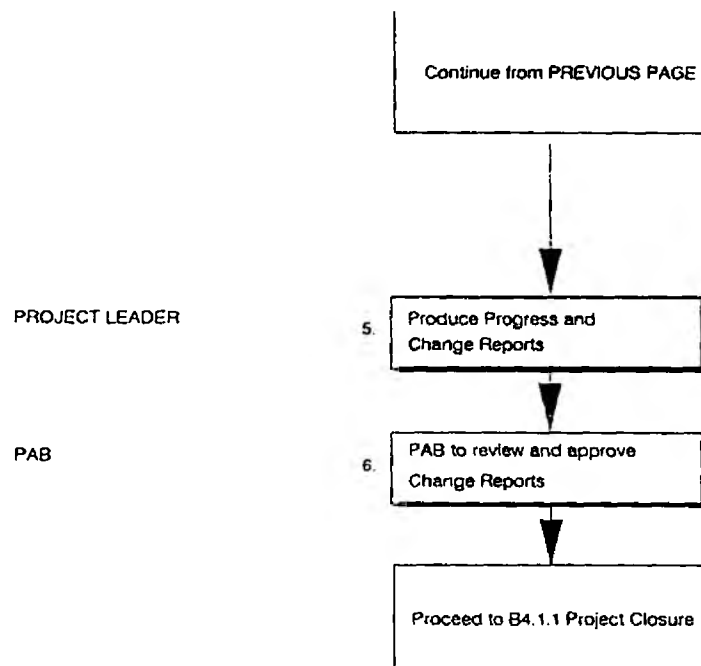 Continue from PREVIOUS PAGE
PROJECT LEADER
5.
Produce Progress and
Change Reports
PAB
6.
PAB to review and approve
Change Reports
Proceed to B4.1.1 Project Closure